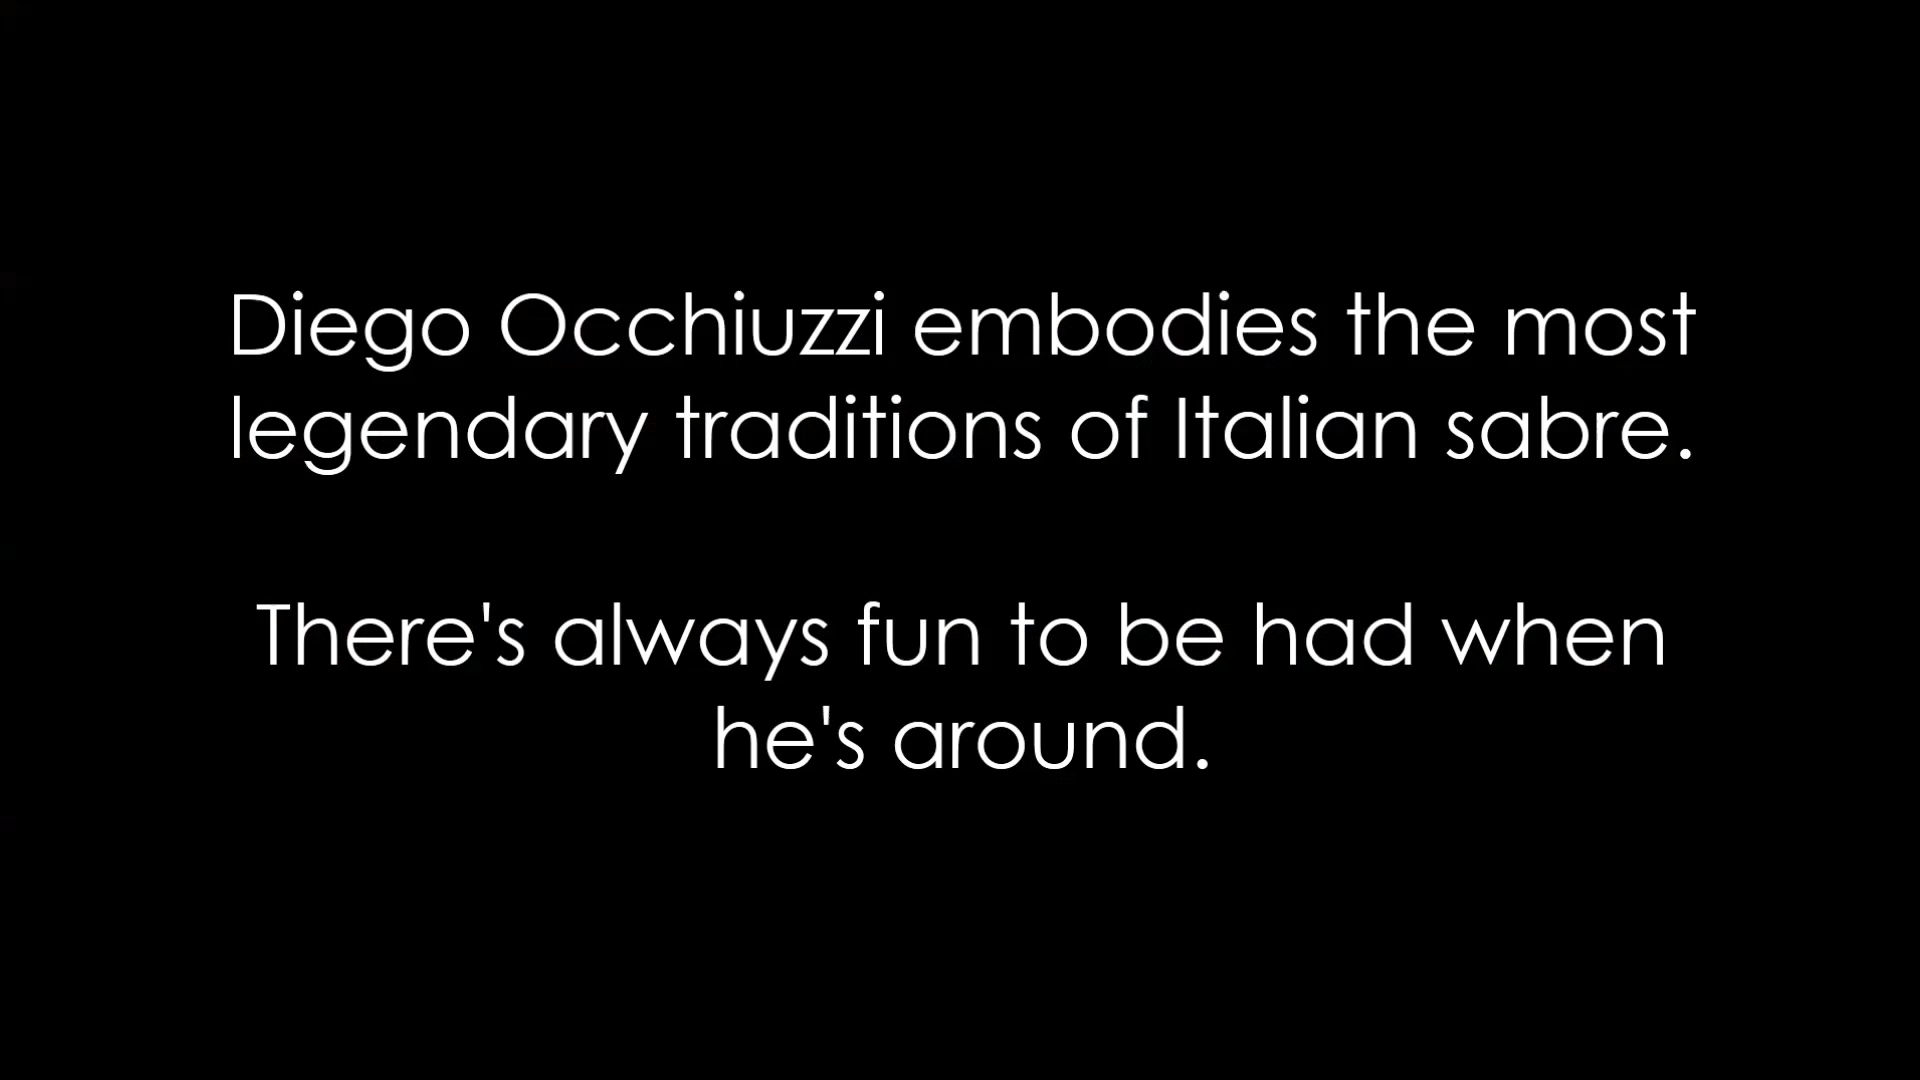 Diego Occhiuzzi embodies the most
legendary traditions of Italian sabre.
There's always fun to be had when
he's around.